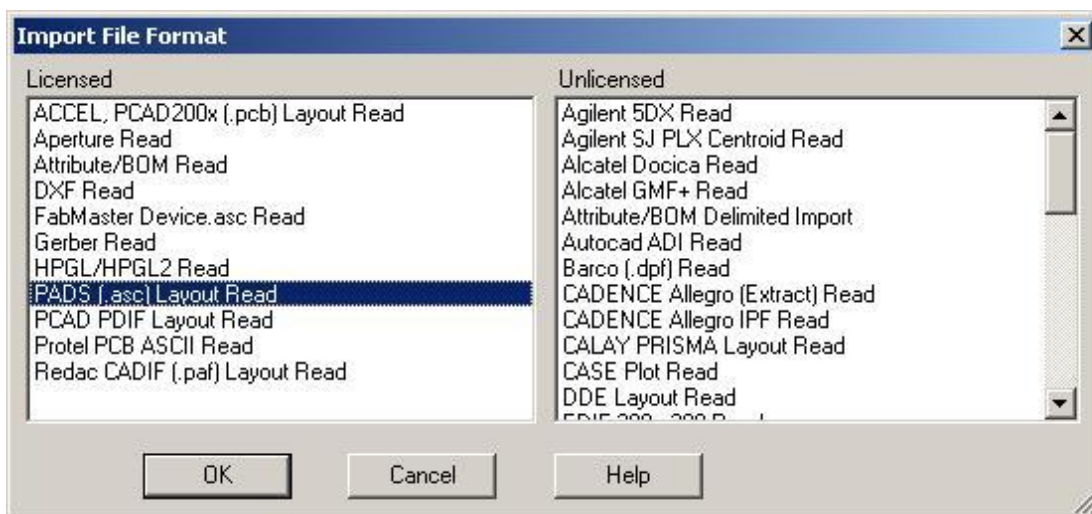 Import File Format
Licensed
ACCEL, PCAD200x (.pcb) Layout Read
Aperture Read
Attribute/BOM Read
DXF Read
FabMaster Device.asc Read
Gerber Read
HPGL/HPGL2 Read
PADS (.asc) Layout Read
PCAD PDIF Layout Read
Protel PCB ASCII Read
Redac CADIF (.paf) Layout Read
Unlicensed
Agilent 5DX Read
Agilent SJ PLX Centroid Read
Alcatel Docica Read
Alcatel GMF+ Read
Attribute/BOM Delimited Import
Autocad ADI Read
Barco (.dpf) Read
CADENCE Allegro (Extract) Read
CADENCE Allegro IPF Read
CALAY PRISMA Layout Read
CASE Plot Read
DDE Layout Read
OK
Cancel
Help